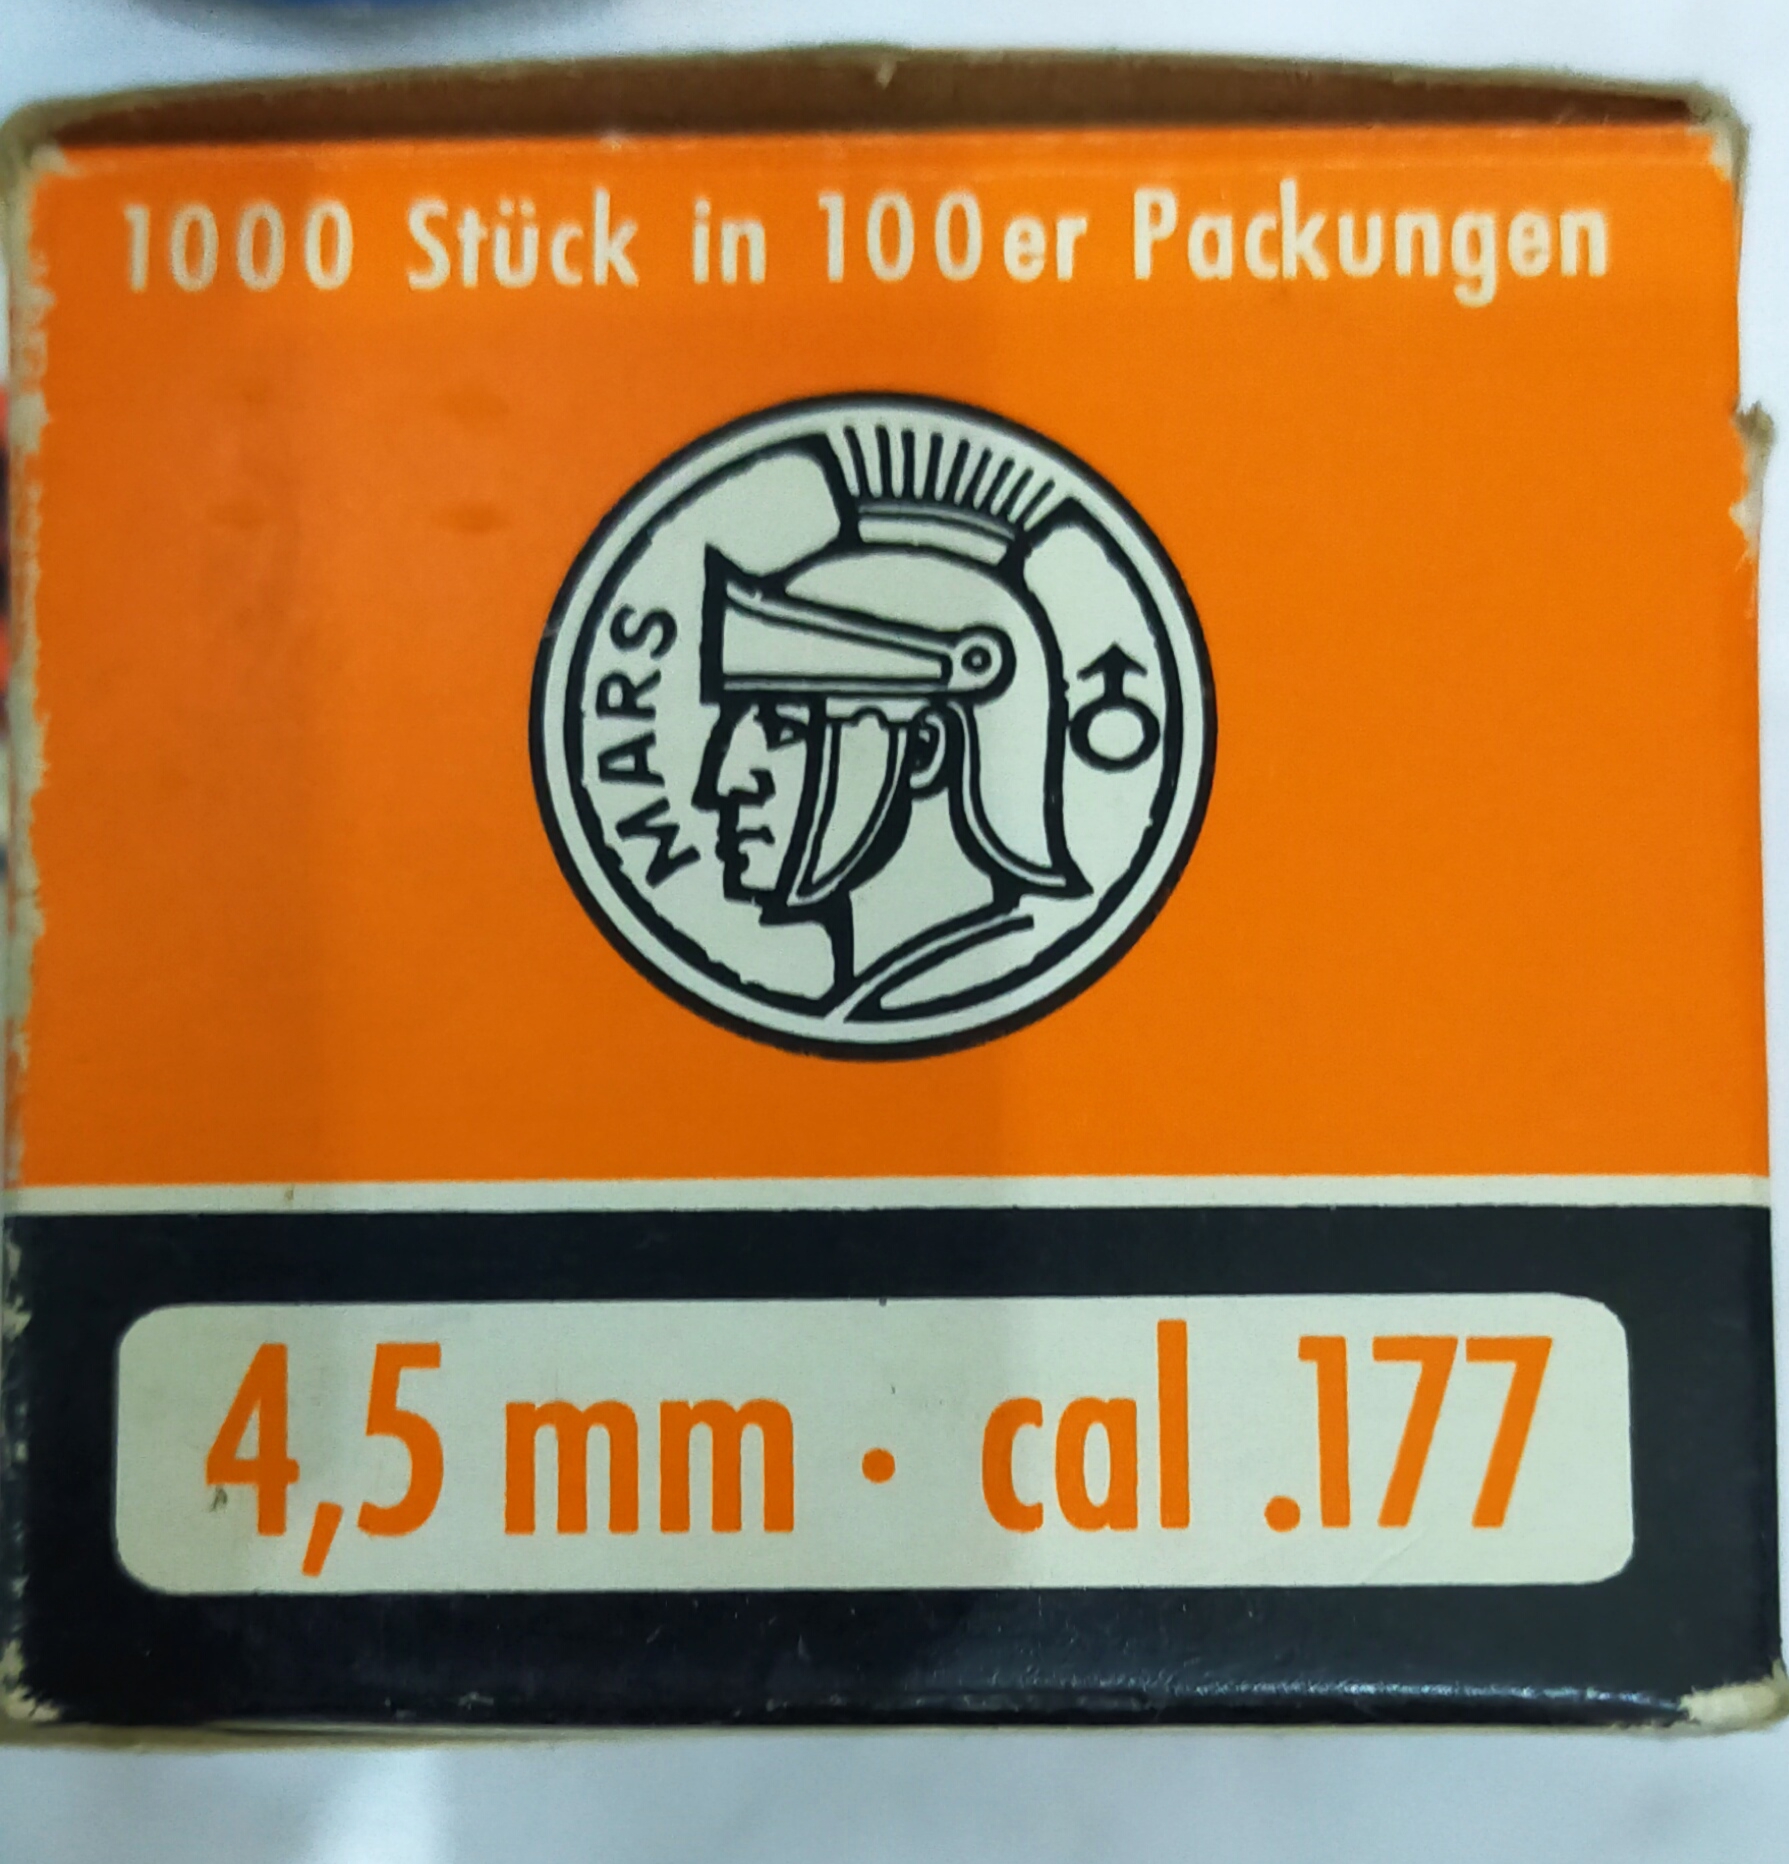 1000 Stück in 100er Packungen
MARS
4,5 mm · cal .177